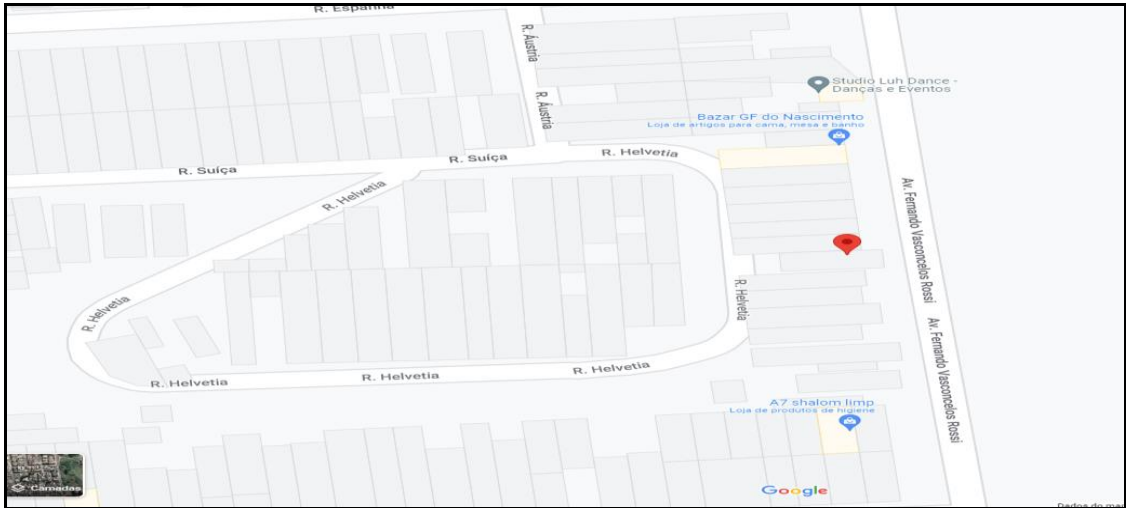 R. Espanha
R. Áustria
Studio Luh Dance -
Danças e Eventos
R. Áustria
Bazar GF do Nascimento
Loja de artigos para cama, mesa e banho
R. Suíça
R. Helvetia
R. Suíça
R. Helvetia
Av. Fernando Vasconcelos Rossi
R. Helvetia
R. Helvetia
Av. Fernando Vasconcelos Rossi
R. Helvetia
R. Helvetia
R. Helvetia
A7 shalom limp
Loja de produtos de higiene
Camadas
Google
Dados do